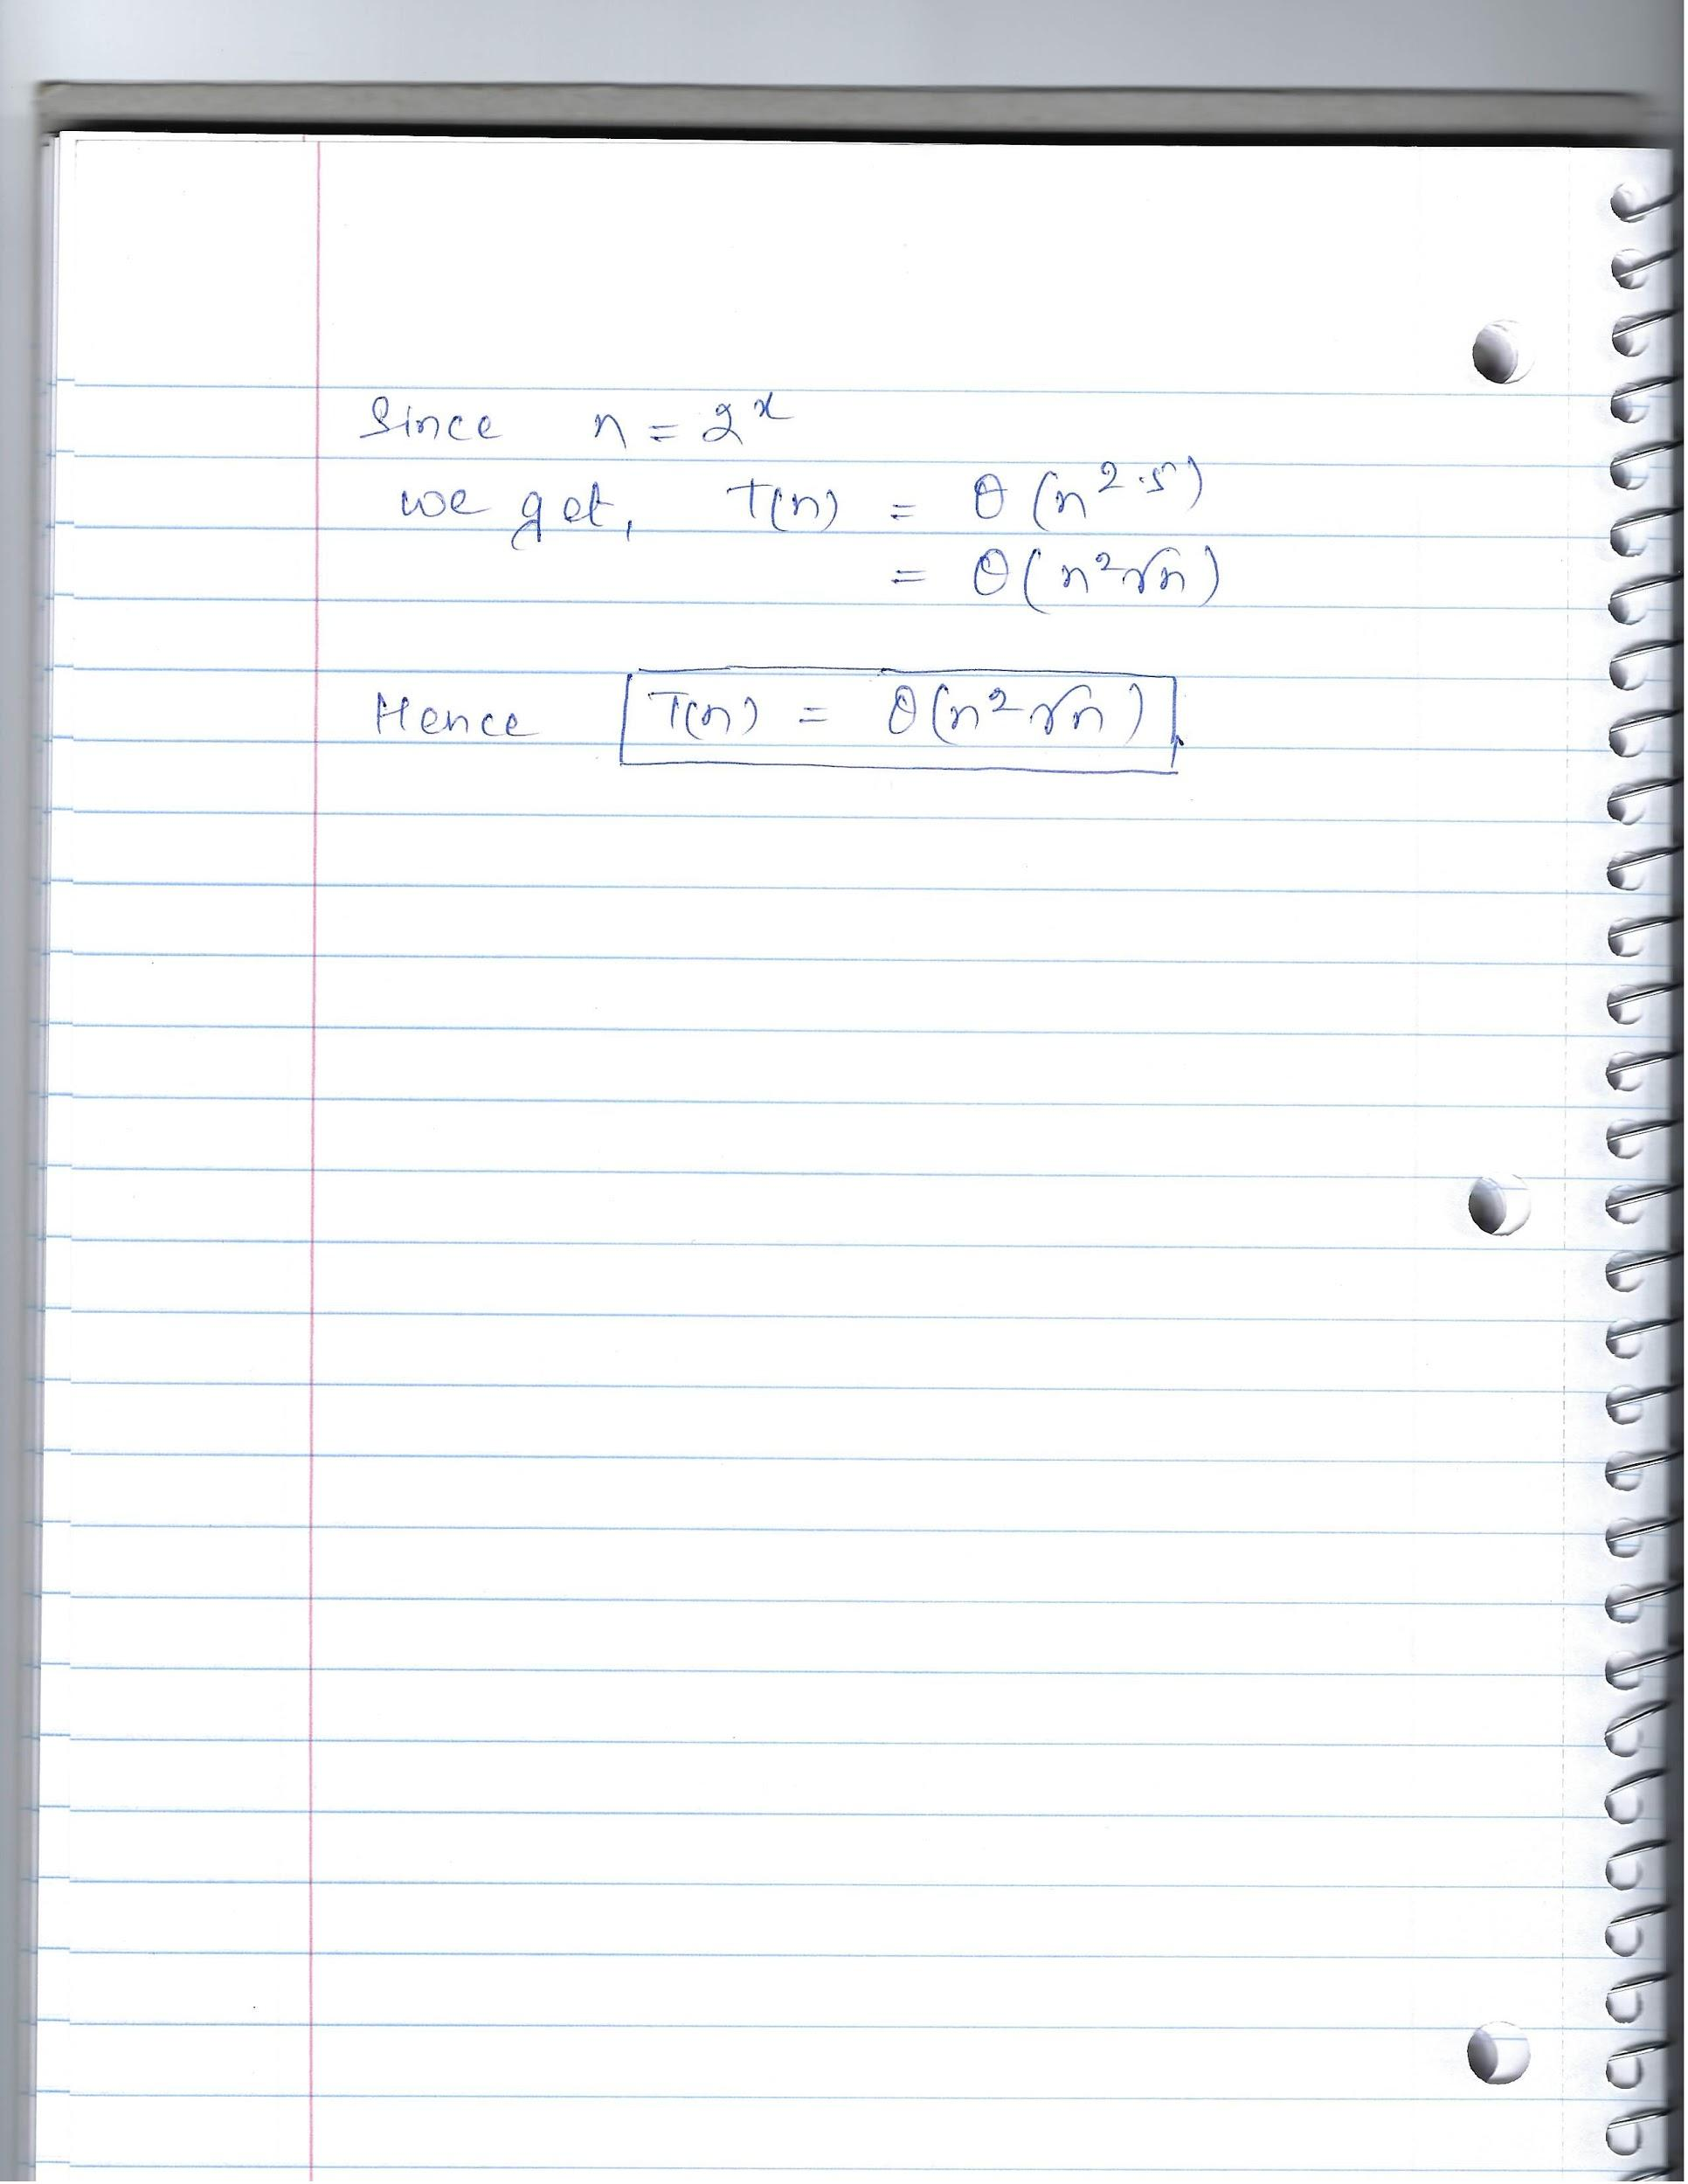 Since n = 2^x
we get, T(n) = θ(n^2.5)
= θ(n^2√n)
Hence T(n) = θ(n^2√n).